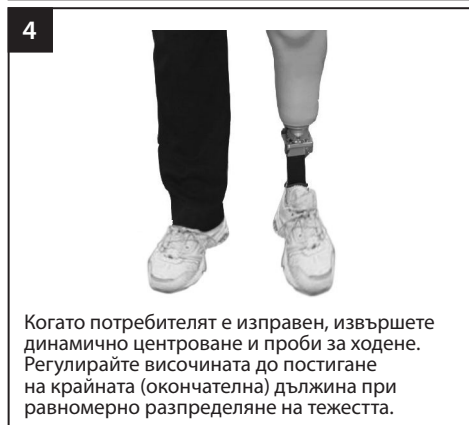 4
Когато потребителят е изправен, извършете
динамично центроване и проби за ходене.
Регулирайте височината до постигане
на крайната (окончателна) дължина при
равномерно разпределяне на тежестта.